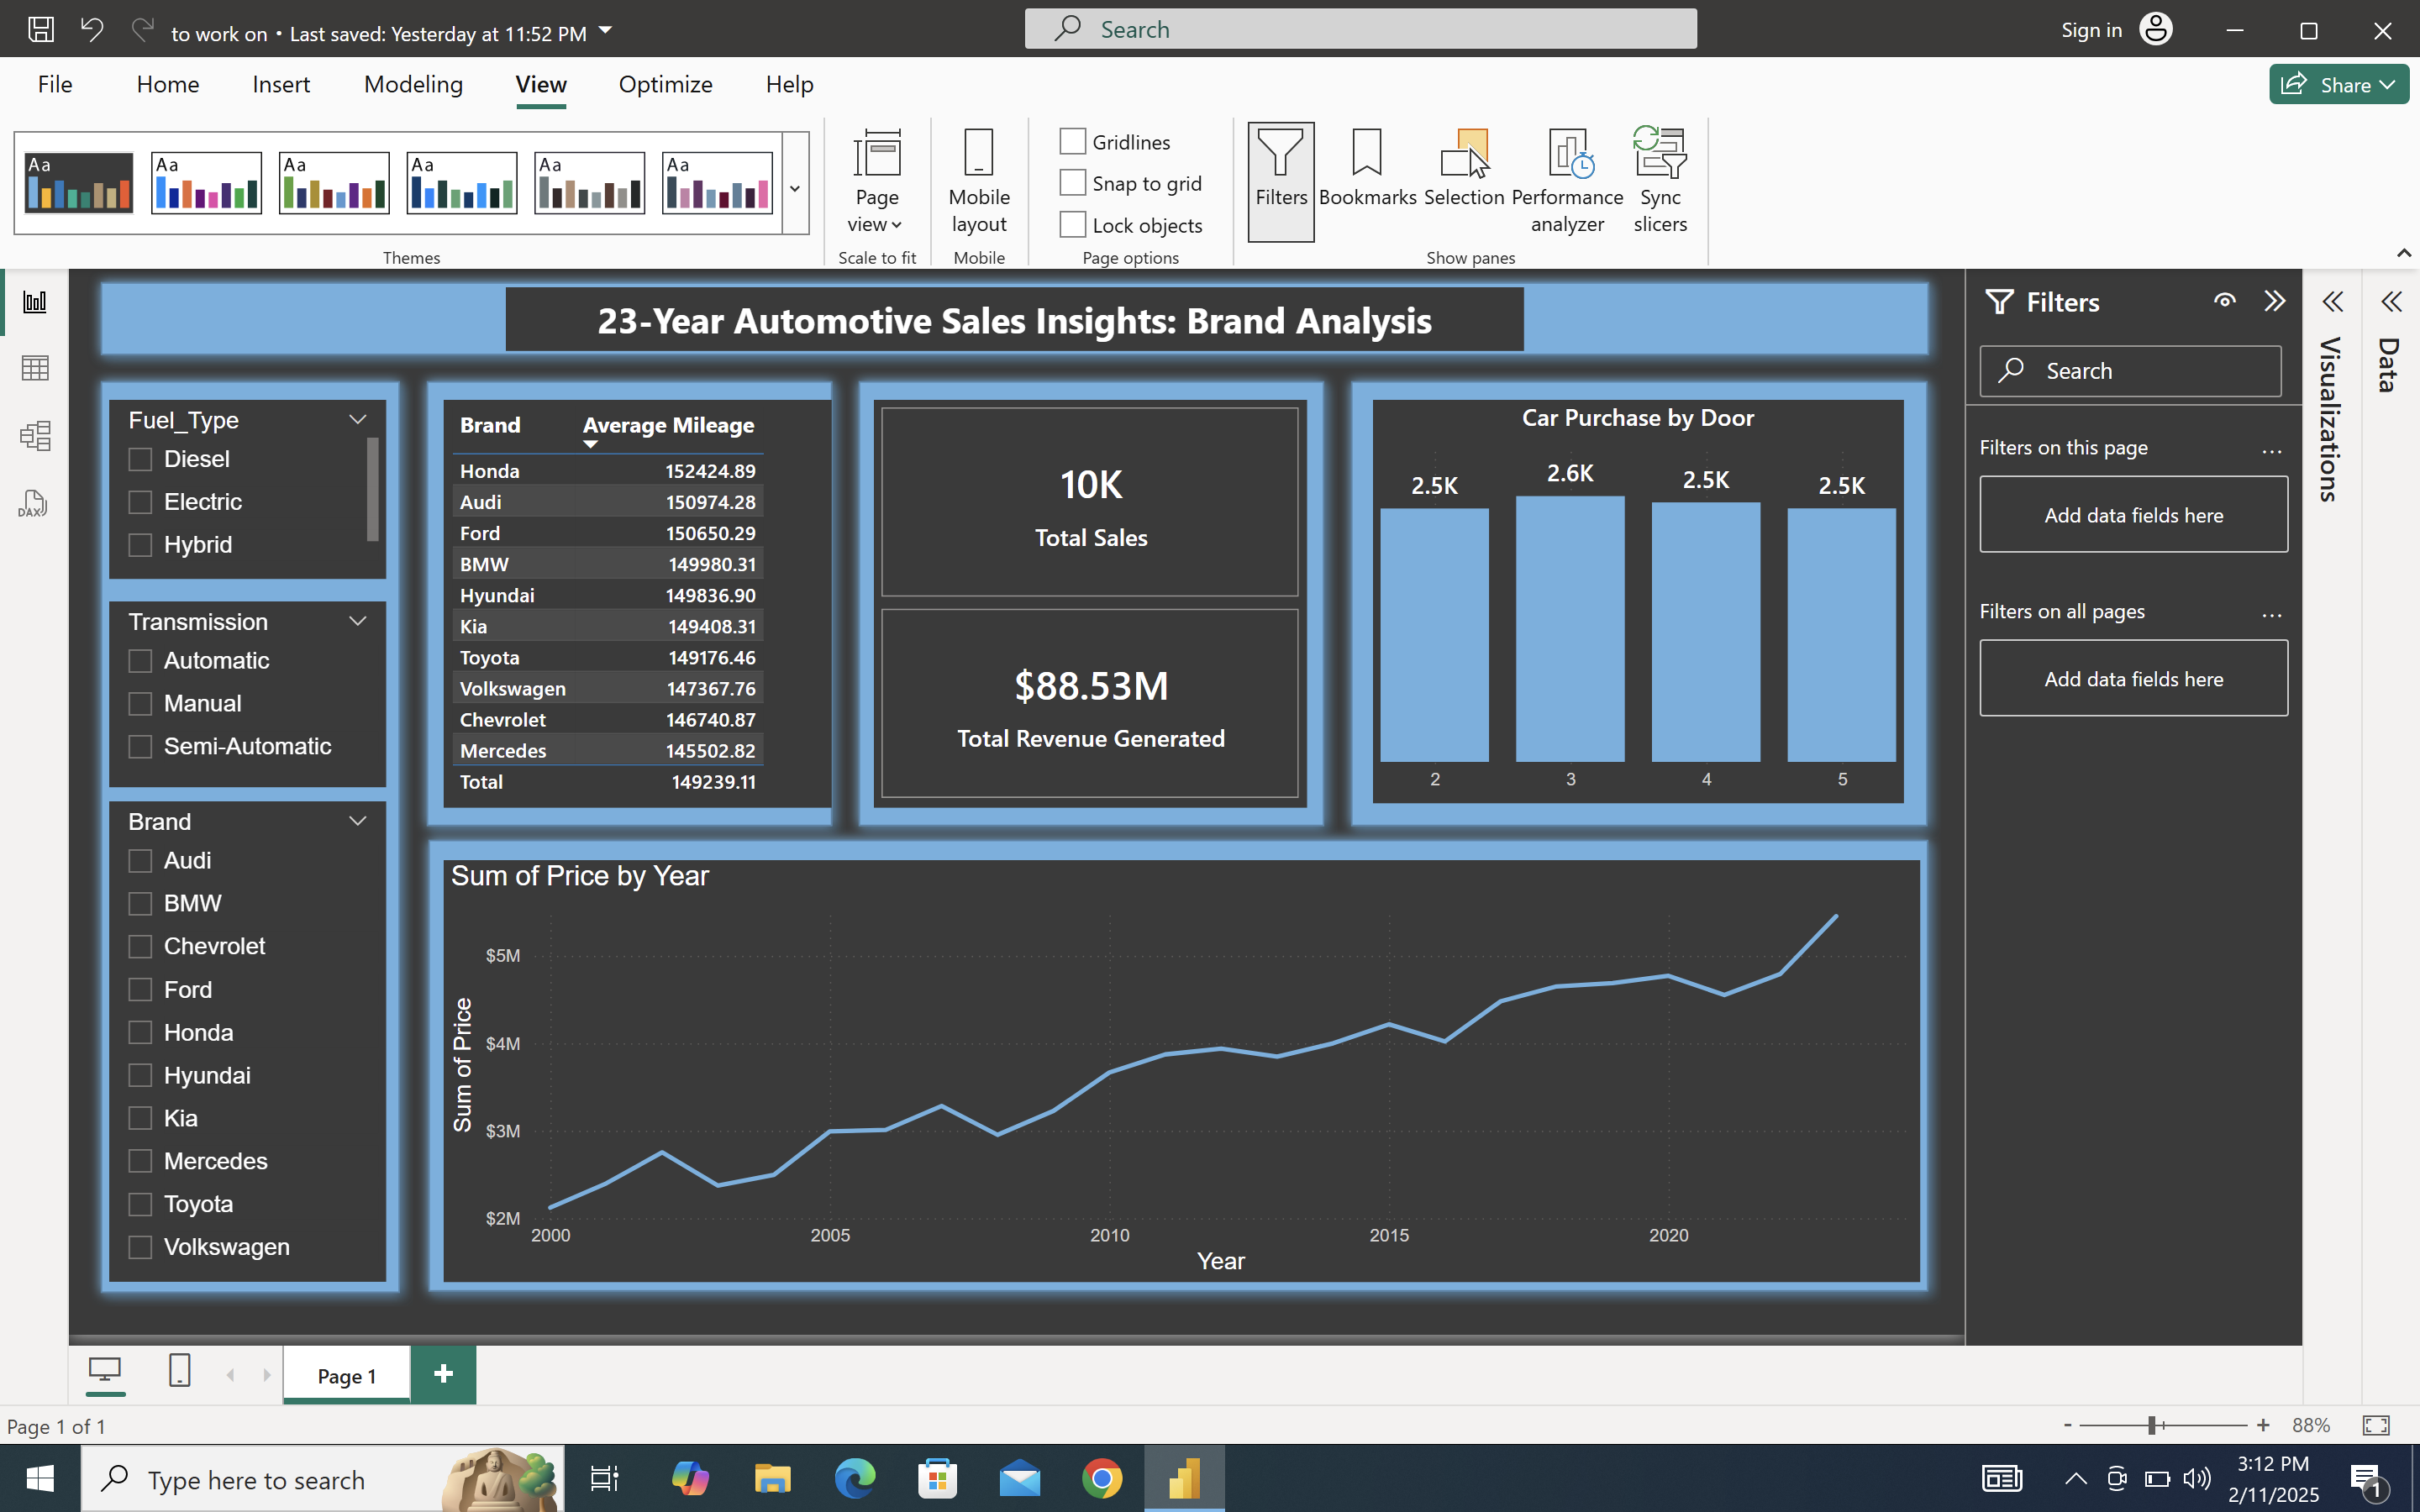 to work on • Last saved: Yesterday at 11:52 PM
Search
Sign in
File Home Insert Modeling View Optimize Help
Share
Aa Aa Aa Aa Aa Aa
Themes
Page
view
Scale to fit
Mobile
layout
Mobile
Gridlines
Snap to grid
Lock objects
Page options
Filters
Bookmarks
Selection
Performance
analyzer
Sync
slicers
Show panes
DAX
23-Year Automotive Sales Insights: Brand Analysis
Fuel_Type
Diesel
Electric
Hybrid
Transmission
Automatic
Manual
Semi-Automatic
Brand
Audi
BMW
Chevrolet
Ford
Honda
Hyundai
Kia
Mercedes
Toyota
Volkswagen
Brand Average Mileage
Honda 152424.89
Audi 150974.28
Ford 150650.29
BMW 149980.31
Hyundai 149836.90
Kia 149408.31
Toyota 149176.46
Volkswagen 147367.76
Chevrolet 146740.87
Mercedes 145502.82
Total 149239.11
10K
Total Sales
$88.53M
Total Revenue Generated
Car Purchase by Door
2.5K 2.6K 2.5K 2.5K
2 3 4 5
Sum of Price by Year
Sum of Price
$5M
$4M
$3M
$2M
2000 2005 2010 2015 2020
Year
Filters
Search
Filters on this page ...
Add data fields here
Filters on all pages ...
Add data fields here
Visualizations
Data
Page 1
+
Page 1 of 1
- + 88%
Type here to search
3:12 PM
2/11/2025
1